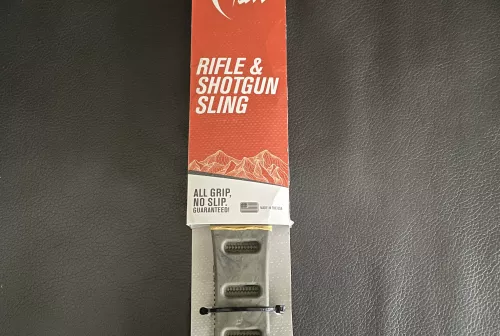 RIFLE &
SHOTGUN
SLING
ALL GRIP,
NO SLIP.
GUARANTEED!